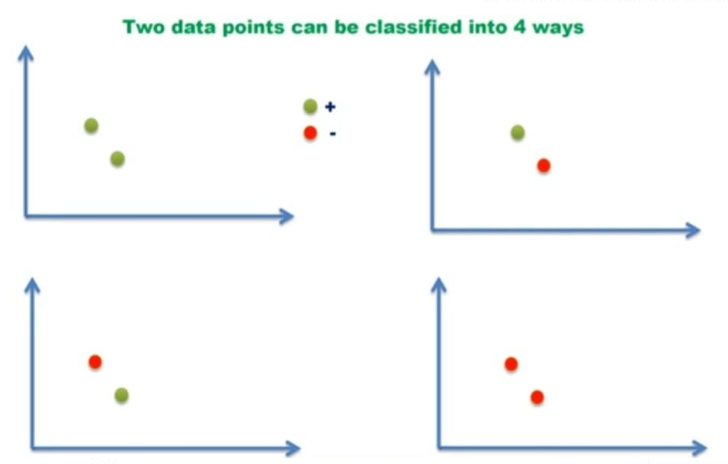 Two data points can be classified into 4 ways
+
-